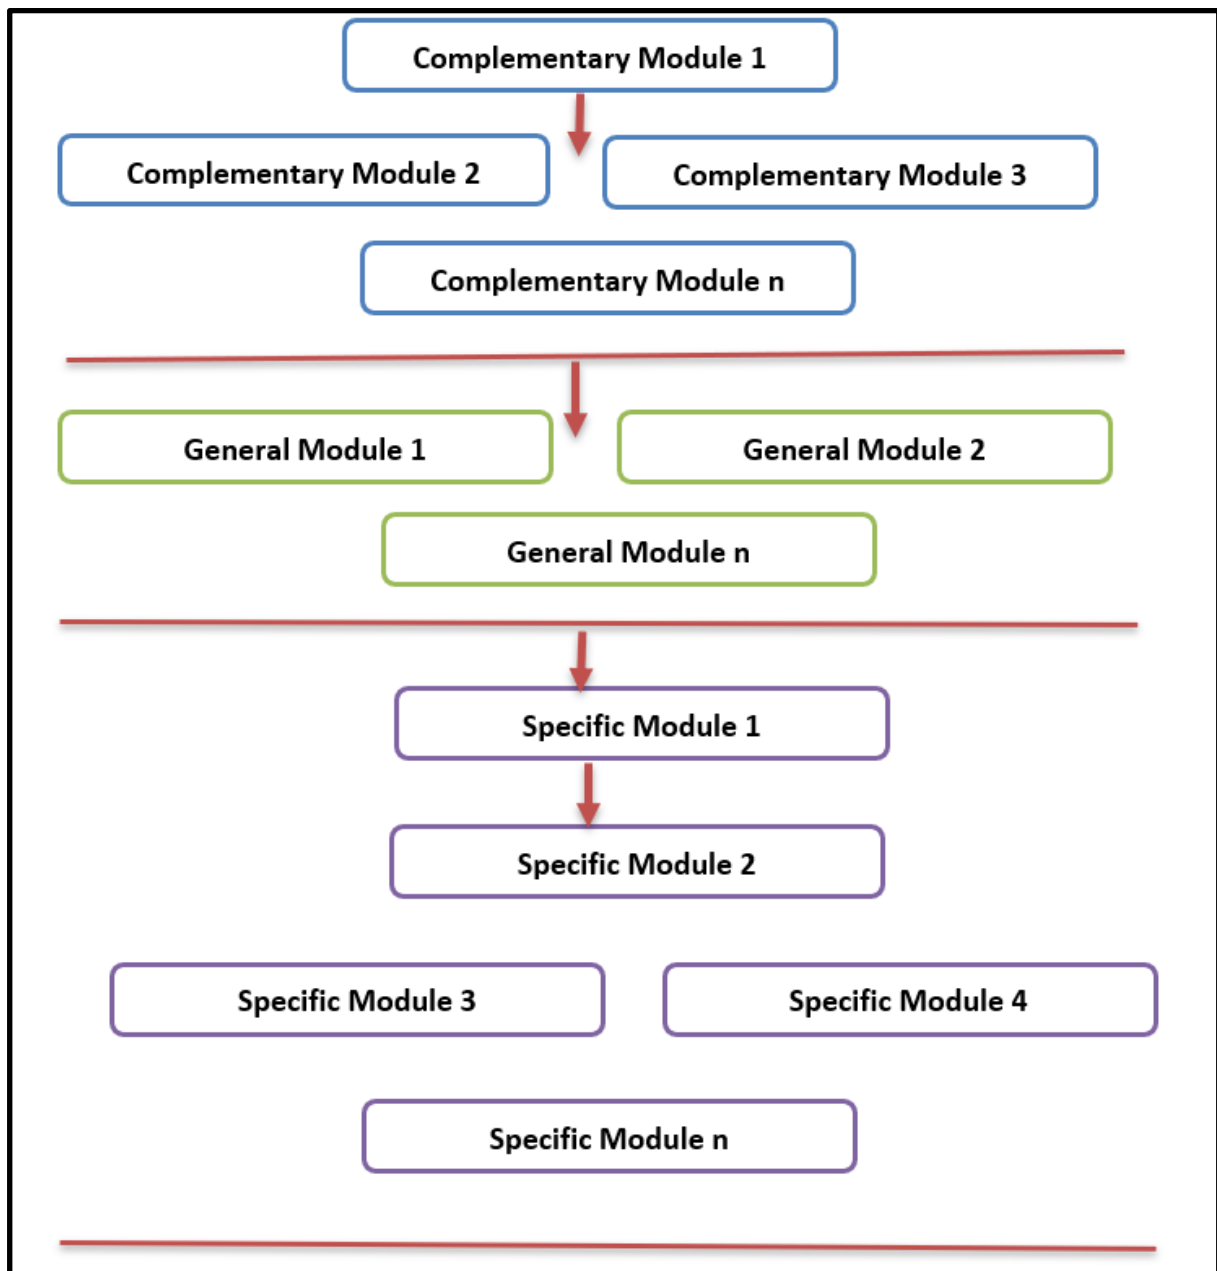 Complementary Module 1
Complementary Module 2
Complementary Module 3
Complementary Module n
General Module 1
General Module 2
General Module n
Specific Module 1
Specific Module 2
Specific Module 3
Specific Module 4
Specific Module n